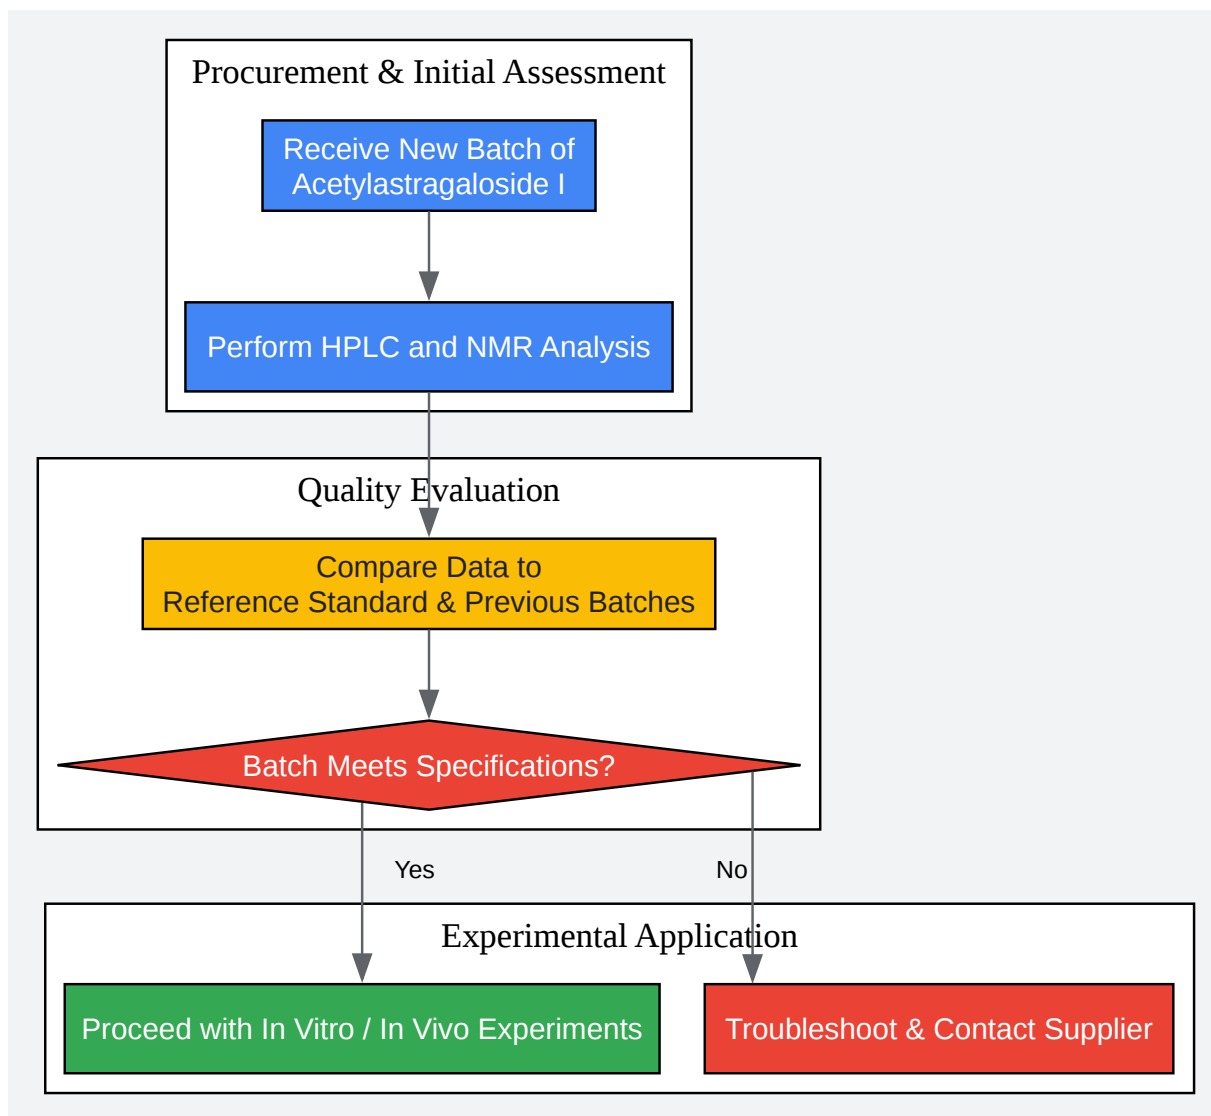 Procurement & Initial Assessment
Receive New Batch of
Acetylastragaloside I
Perform HPLC and NMR Analysis
Quality Evaluation
Compare Data to
Reference Standard & Previous Batches
Batch Meets Specifications?
Yes
No
Experimental Application
Proceed with In Vitro / In Vivo Experiments
Troubleshoot & Contact Supplier